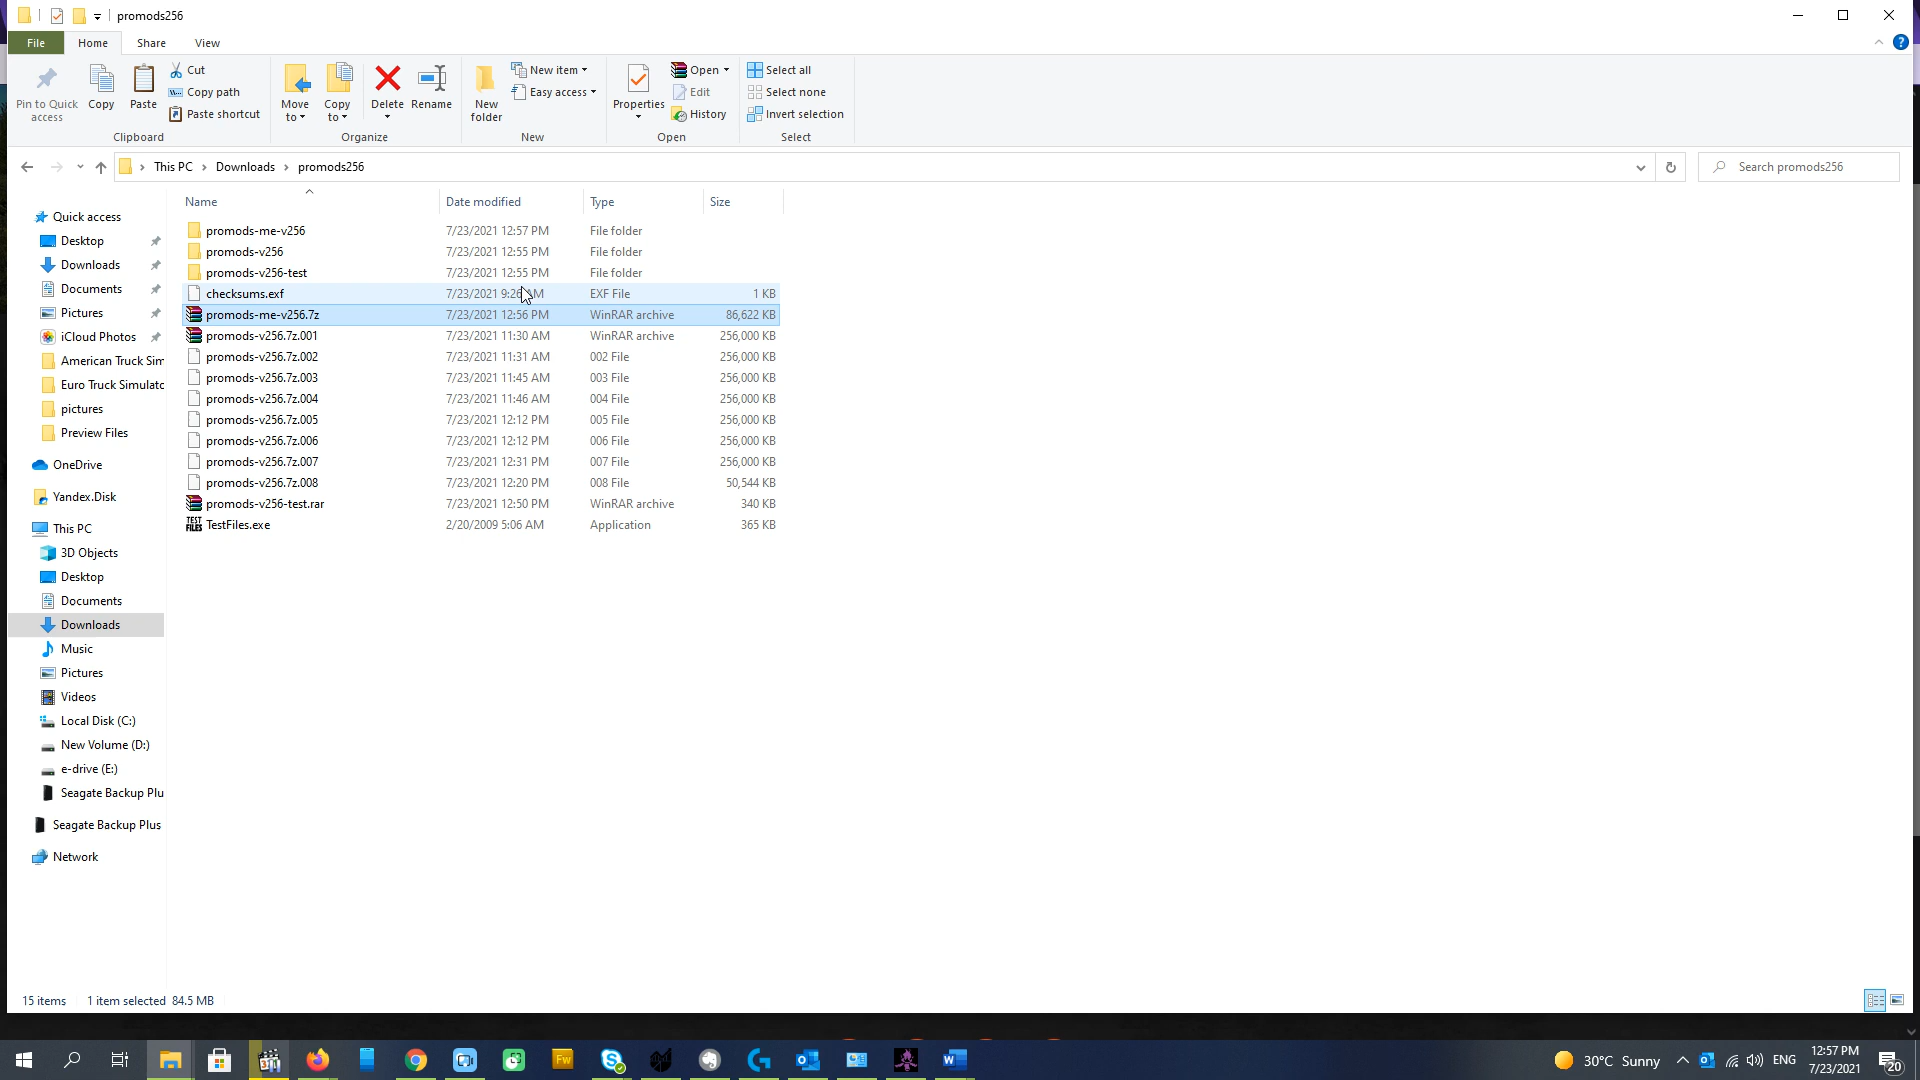 promods256
File Home Share View
Pin to Quick access
Copy
Paste
Cut
Copy path
Paste shortcut
Clipboard
Move to
Copy to
Delete
Rename
Organize
New folder
New item
Easy access
New
Properties
Open
Edit
History
Open
Select all
Select none
Invert selection
Select
This PC > Downloads > promods256
Search promods256
Name Date modified Type Size
promods-me-v256 7/23/2021 12:57 PM File folder
promods-v256 7/23/2021 12:55 PM File folder
promods-v256-test 7/23/2021 12:55 PM File folder
checksums.exf 7/23/2021 9:26 AM EXF File 1 KB
promods-me-v256.7z 7/23/2021 12:56 PM WinRAR archive 86,622 KB
promods-v256.7z.001 7/23/2021 11:30 AM WinRAR archive 256,000 KB
promods-v256.7z.002 7/23/2021 11:31 AM 002 File 256,000 KB
promods-v256.7z.003 7/23/2021 11:45 AM 003 File 256,000 KB
promods-v256.7z.004 7/23/2021 11:46 AM 004 File 256,000 KB
promods-v256.7z.005 7/23/2021 12:12 PM 005 File 256,000 KB
promods-v256.7z.006 7/23/2021 12:12 PM 006 File 256,000 KB
promods-v256.7z.007 7/23/2021 12:31 PM 007 File 256,000 KB
promods-v256.7z.008 7/23/2021 12:20 PM 008 File 50,544 KB
promods-v256-test.rar 7/23/2021 12:50 PM WinRAR archive 340 KB
TEST FILES TestFiles.exe 2/20/2009 5:06 AM Application 365 KB
Quick access
Desktop
Downloads
Documents
Pictures
iCloud Photos
American Truck Sim
Euro Truck Simulato
pictures
Preview Files
OneDrive
Yandex.Disk
This PC
3D Objects
Desktop
Documents
Downloads
Music
Pictures
Videos
Local Disk (C:)
New Volume (D:)
e-drive (E:)
Seagate Backup Plu
Seagate Backup Plus
Network
15 items 1 item selected 84.5 MB
Fw
30°C Sunny
ENG
12:57 PM
7/23/2021
20